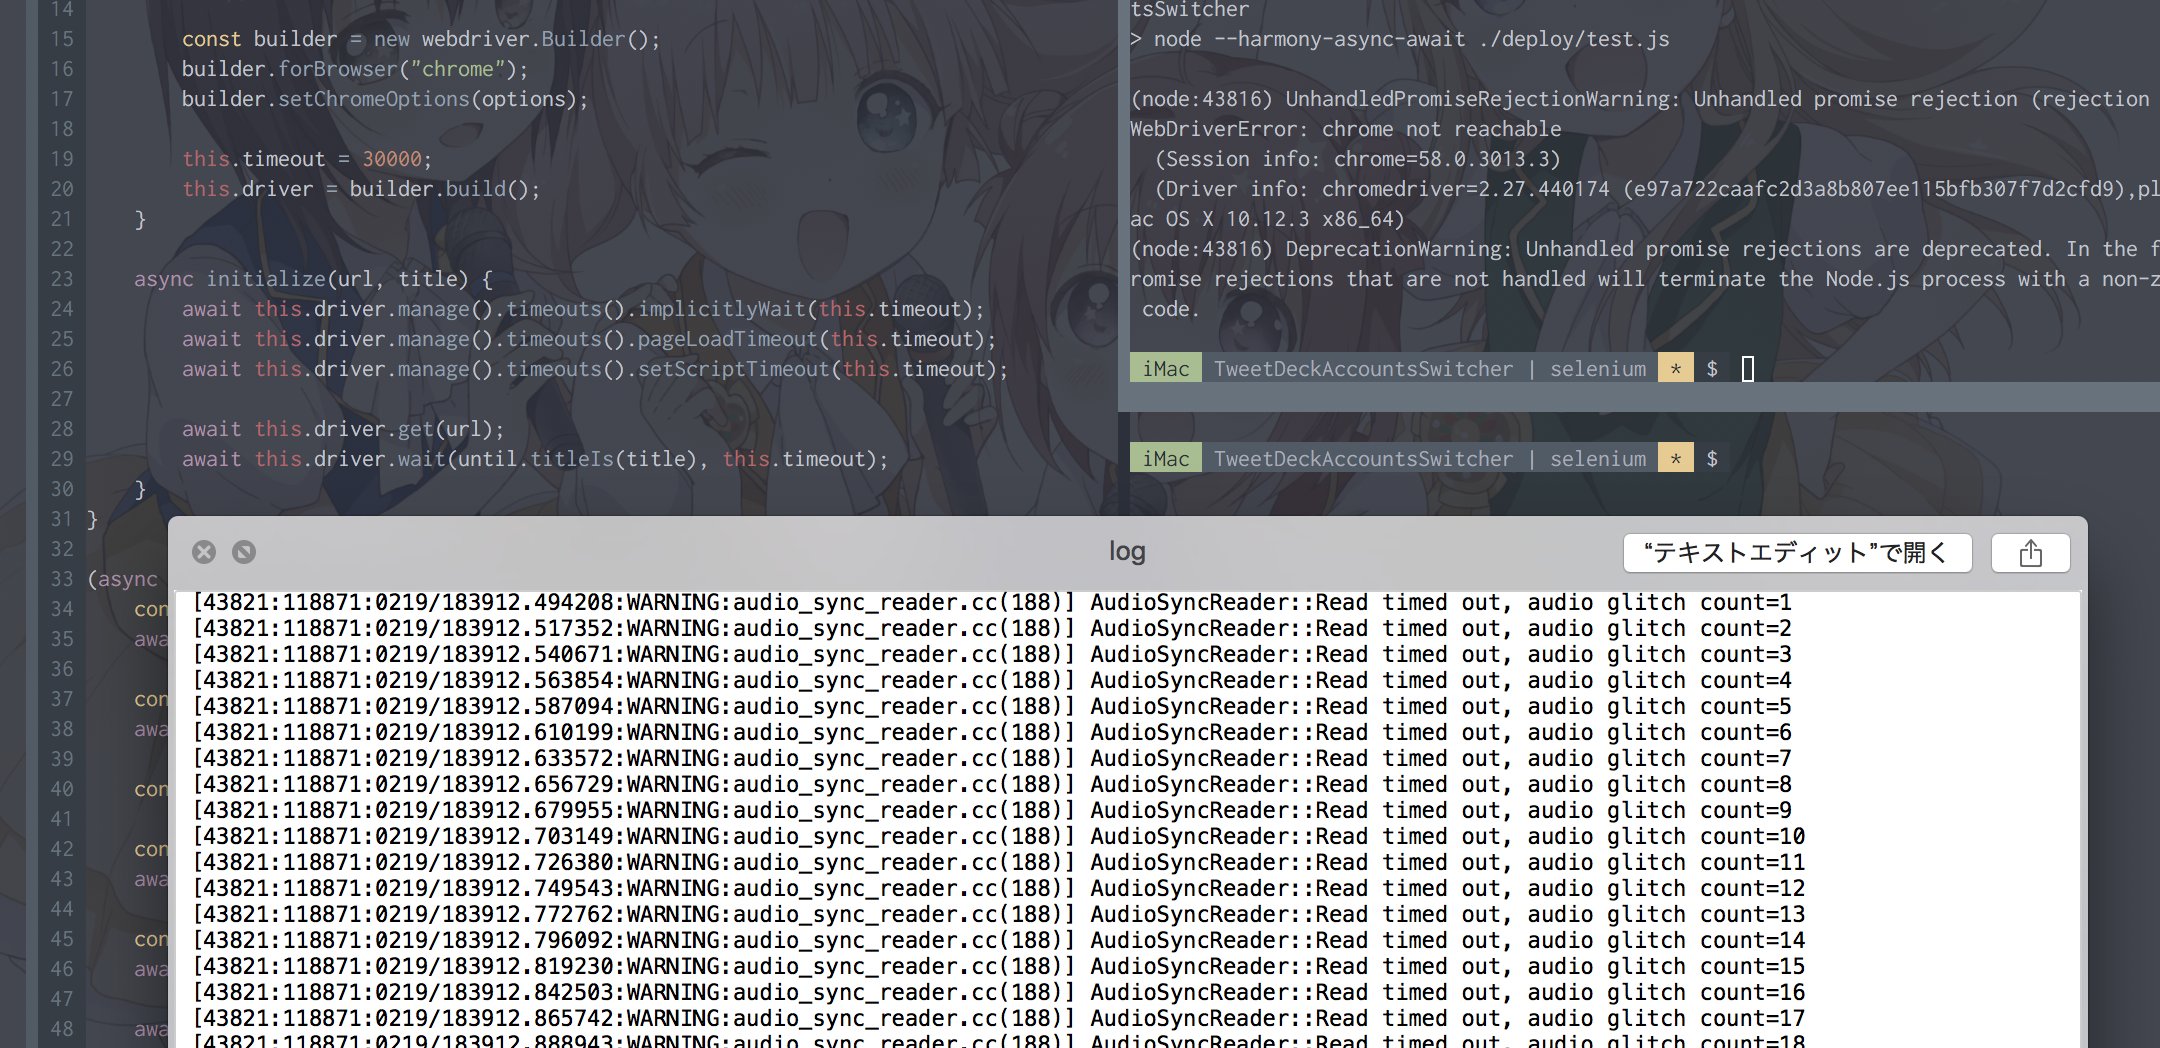 14
15 const builder = new webdriver.Builder();
16 builder.forBrowser("chrome");
17 builder.setChromeOptions(options);
18
19 this.timeout = 30000;
20 this.driver = builder.build();
21 }
22
23 async initialize(url, title) {
24 await this.driver.manage().timeouts().implicitlyWait(this.timeout);
25 await this.driver.manage().timeouts().pageLoadTimeout(this.timeout);
26 await this.driver.manage().timeouts().setScriptTimeout(this.timeout);
27
28 await this.driver.get(url);
29 await this.driver.wait(until.titleIs(title), this.timeout);
30 }
31 }
32
33 (async
34 con
35 awa
36
37 con
38 awa
39
40 con
41
42 con
43 awa
44
45 con
46 awa
47
48 awa
tsSwitcher
> node --harmony-async-await ./deploy/test.js
(node:43816) UnhandledPromiseRejectionWarning: Unhandled promise rejection (rejection
WebDriverError: chrome not reachable
(Session info: chrome=58.0.3013.3)
(Driver info: chromedriver=2.27.440174 (e97a722caafc2d3a8b807ee115bfb307f7d2cfd9),pl
ac OS X 10.12.3 x86_64)
(node:43816) DeprecationWarning: Unhandled promise rejections are deprecated. In the f
romise rejections that are not handled will terminate the Node.js process with a non-z
code.
iMac TweetDeckAccountsSwitcher | selenium * $
iMac TweetDeckAccountsSwitcher | selenium * $
log
“テキストエディット”で開く
[43821:118871:0219/183912.494208:WARNING:audio_sync_reader.cc(188)] AudioSyncReader::Read timed out, audio glitch count=1
[43821:118871:0219/183912.517352:WARNING:audio_sync_reader.cc(188)] AudioSyncReader::Read timed out, audio glitch count=2
[43821:118871:0219/183912.540671:WARNING:audio_sync_reader.cc(188)] AudioSyncReader::Read timed out, audio glitch count=3
[43821:118871:0219/183912.563854:WARNING:audio_sync_reader.cc(188)] AudioSyncReader::Read timed out, audio glitch count=4
[43821:118871:0219/183912.587094:WARNING:audio_sync_reader.cc(188)] AudioSyncReader::Read timed out, audio glitch count=5
[43821:118871:0219/183912.610199:WARNING:audio_sync_reader.cc(188)] AudioSyncReader::Read timed out, audio glitch count=6
[43821:118871:0219/183912.633572:WARNING:audio_sync_reader.cc(188)] AudioSyncReader::Read timed out, audio glitch count=7
[43821:118871:0219/183912.656729:WARNING:audio_sync_reader.cc(188)] AudioSyncReader::Read timed out, audio glitch count=8
[43821:118871:0219/183912.679955:WARNING:audio_sync_reader.cc(188)] AudioSyncReader::Read timed out, audio glitch count=9
[43821:118871:0219/183912.703149:WARNING:audio_sync_reader.cc(188)] AudioSyncReader::Read timed out, audio glitch count=10
[43821:118871:0219/183912.726380:WARNING:audio_sync_reader.cc(188)] AudioSyncReader::Read timed out, audio glitch count=11
[43821:118871:0219/183912.749543:WARNING:audio_sync_reader.cc(188)] AudioSyncReader::Read timed out, audio glitch count=12
[43821:118871:0219/183912.772762:WARNING:audio_sync_reader.cc(188)] AudioSyncReader::Read timed out, audio glitch count=13
[43821:118871:0219/183912.796092:WARNING:audio_sync_reader.cc(188)] AudioSyncReader::Read timed out, audio glitch count=14
[43821:118871:0219/183912.819230:WARNING:audio_sync_reader.cc(188)] AudioSyncReader::Read timed out, audio glitch count=15
[43821:118871:0219/183912.842503:WARNING:audio_sync_reader.cc(188)] AudioSyncReader::Read timed out, audio glitch count=16
[43821:118871:0219/183912.865742:WARNING:audio_sync_reader.cc(188)] AudioSyncReader::Read timed out, audio glitch count=17
[43821:118871:0219/183912.888943:WARNING:audio_sync_reader.cc(188)] AudioSyncReader::Read timed out, audio glitch count=18